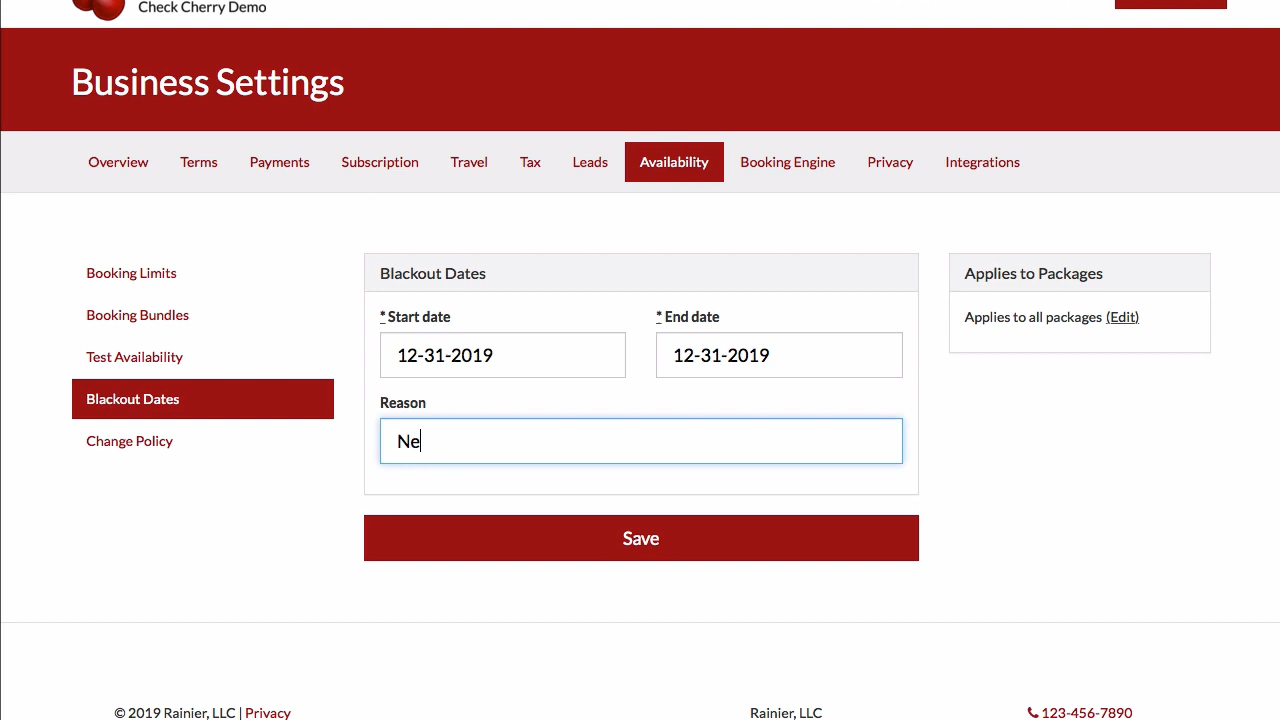 Check Cherry Demo
Business Settings
Overview Terms Payments Subscription Travel Tax Leads Availability Booking Engine Privacy Integrations
Booking Limits
Booking Bundles
Test Availability
Blackout Dates
Change Policy
Blackout Dates
* Start date * End date
12-31-2019 12-31-2019
Reason
Ne
Save
Applies to Packages
Applies to all packages (Edit)
© 2019 Rainier, LLC | Privacy Rainier, LLC 123-456-7890